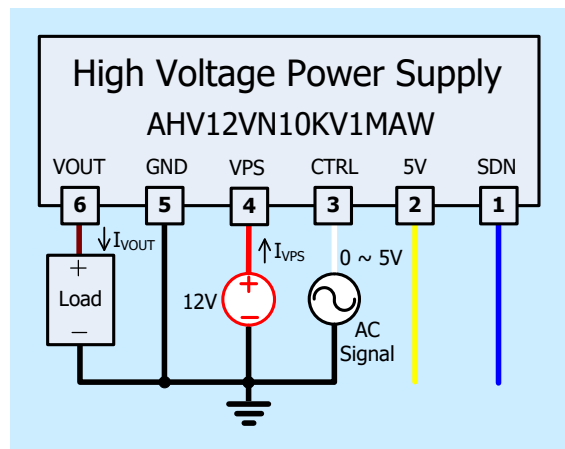 High Voltage Power Supply
AHV12VN10KV1MAW
VOUT GND VPS CTRL 5V SDN
6 5 4 3 2 1
IVOUT IVPS 0 ~ 5V
+ +
Load 12V
− −
AC
Signal